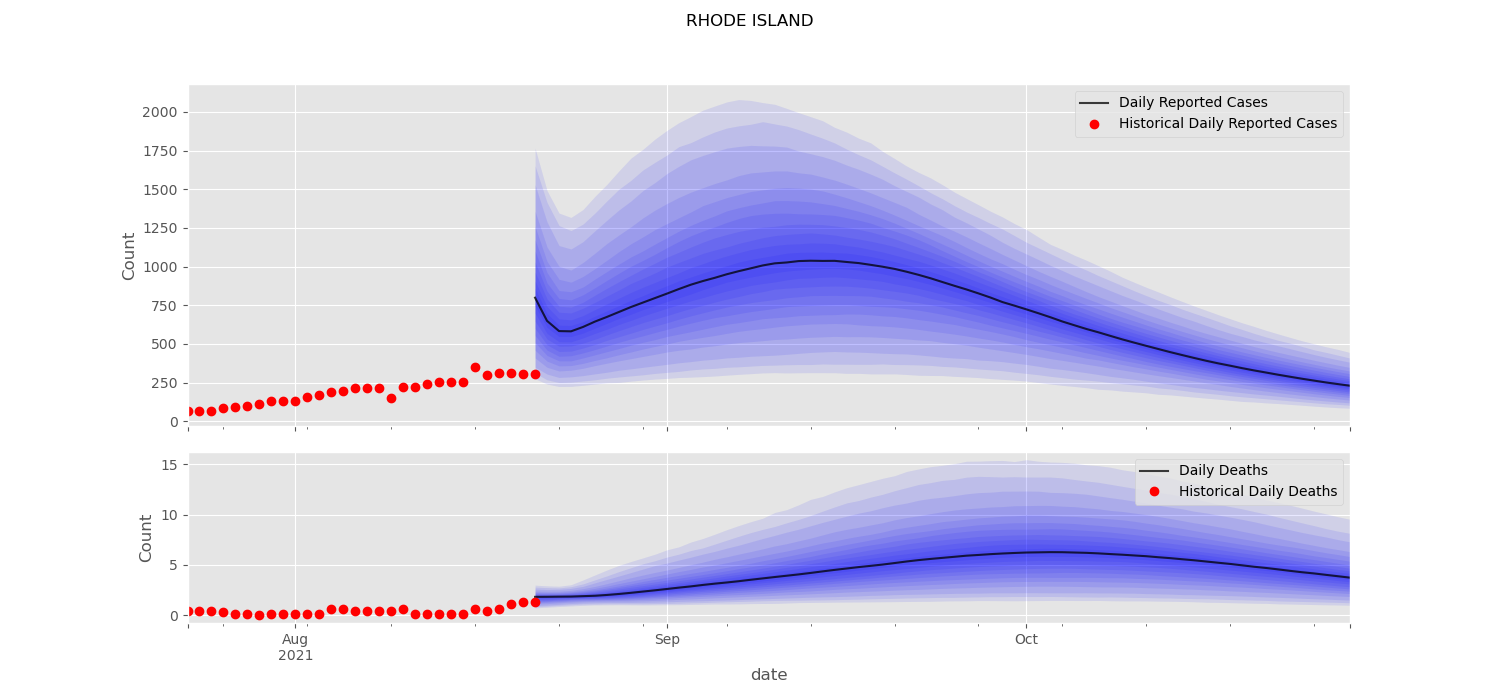 RHODE ISLAND
2000
1750
1500
1250
1000
750
500
250
0
Count
Daily Reported Cases
Historical Daily Reported Cases
15
10
5
0
Count
Daily Deaths
Historical Daily Deaths
Aug
2021
Sep
Oct
date